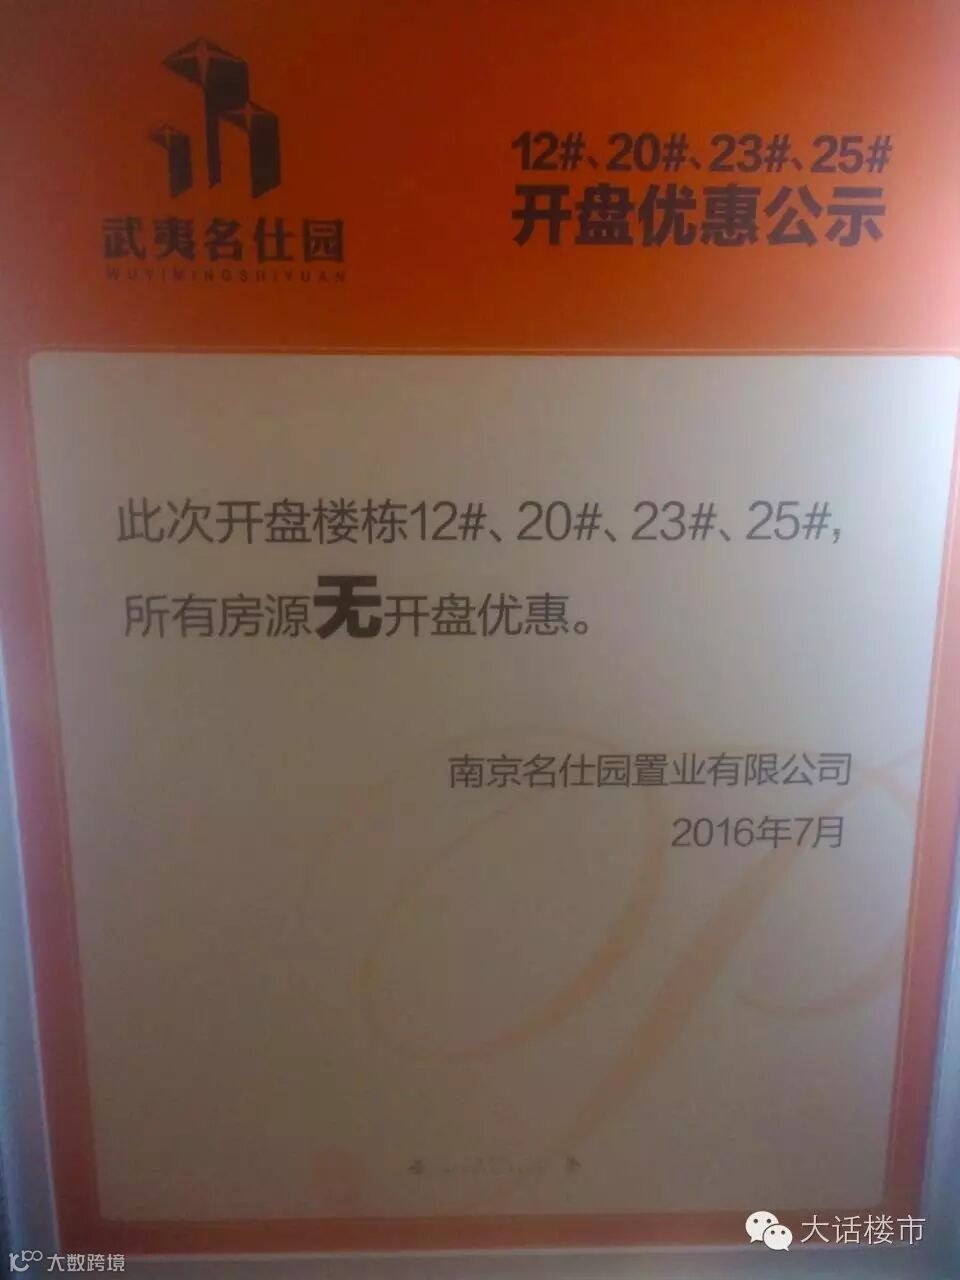 武夷名仕园
WUYIMINGSHIYUAN
12#、20#、23#、25#
开盘优惠公示
此次开盘楼栋12#、20#、23#、25#,
所有房源无开盘优惠。
南京名仕园置业有限公司
2016年7月
大话楼市
大数跨境